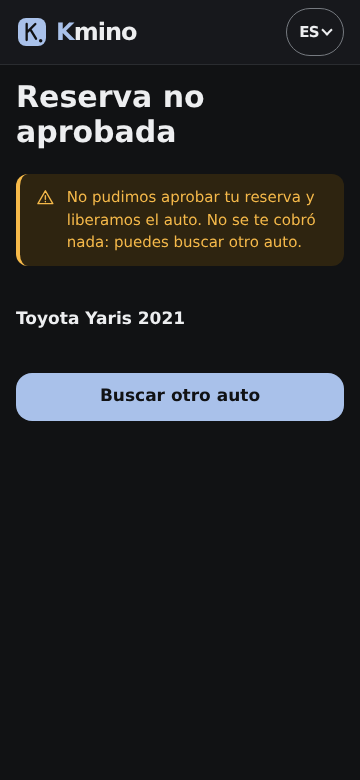 K. Kmino
ES
Reserva no
aprobada
No pudimos aprobar tu reserva y
liberamos el auto. No se te cobró
nada: puedes buscar otro auto.
Toyota Yaris 2021
Buscar otro auto